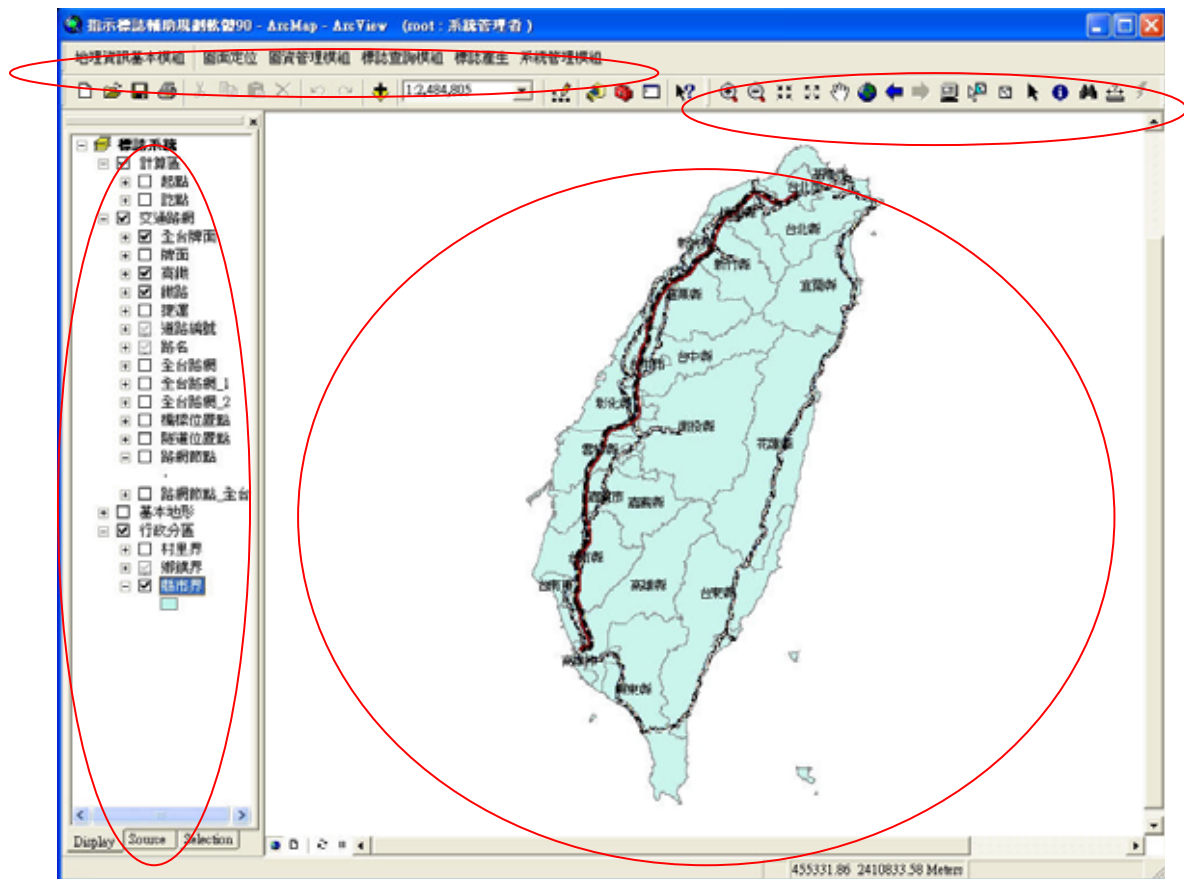 指示標誌輔助規劃軟體90 - ArcMap - ArcView (root : 系統管理者 )
地理資訊基本模組 圖面定位 圖資管理模組 標誌查詢模組 標誌產生 系統管理模組
1:2,484,805
標誌系統
計算區
起點
訖點
交通路網
全台牌面
牌面
高鐵
鐵路
捷運
道路編號
路名
全台路網
全台路網_1
全台路網_2
橋樑位置點
隧道位置點
路網節點
路網節點_全台
基本地形
行政分區
村里界
鄉鎮界
縣市界
Display Source Selection
基隆市
台北市
台北縣
新竹縣
宜蘭縣
苗栗縣
台中縣
台中市
彰化縣
南投縣
花蓮縣
雲林縣
嘉義市
嘉義縣
台南縣
台南市
高雄縣
台東縣
高雄市
屏東縣
455331.86 2410833.58 Meters